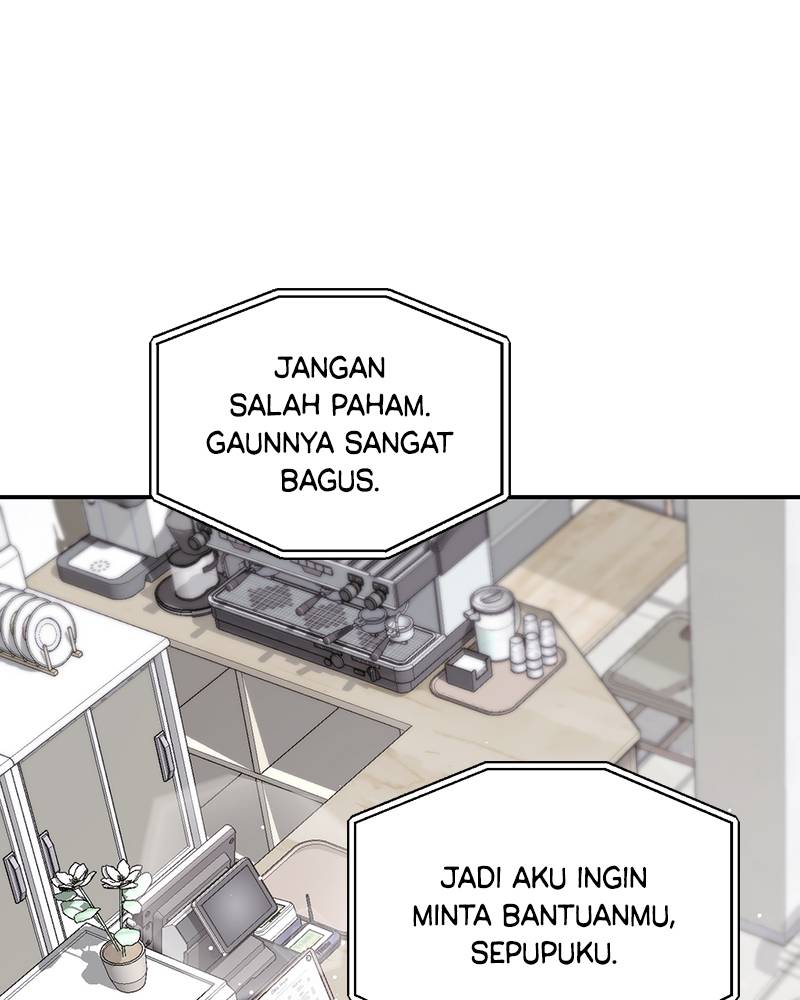 JANGAN
SALAH PAHAM.
GAUNNYA SANGAT
BAGUS.
JADI AKU INGIN
MINTA BANTUANMU,
SEPUPUKU.